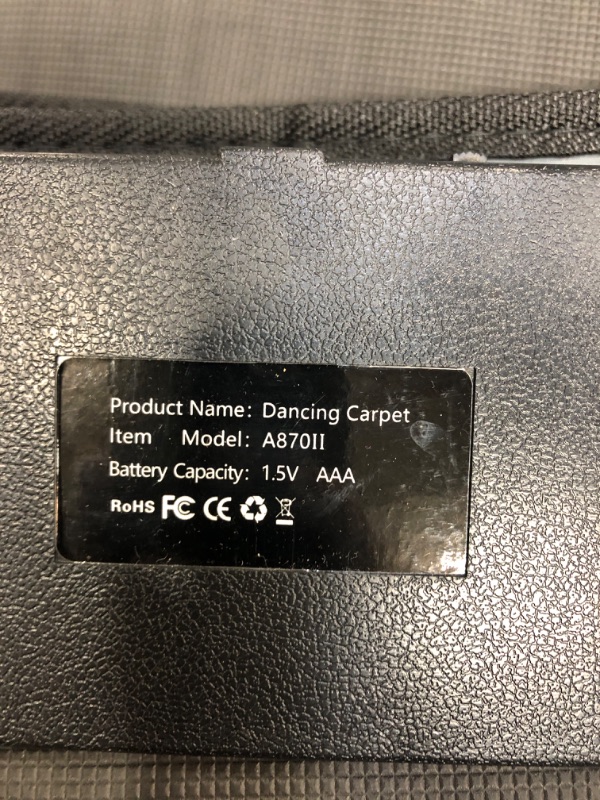 Product Name: Dancing Carpet
Item Model: A870II
Battery Capacity: 1.5V AAA
RoHS FC CE